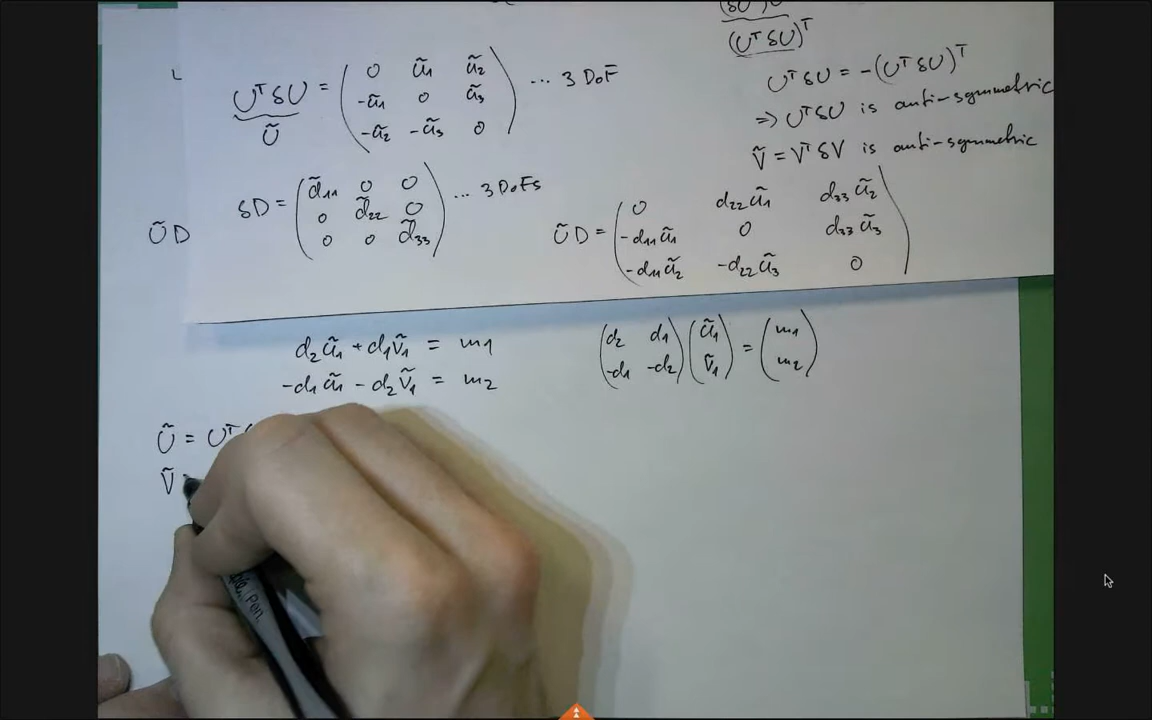 (δU)U
(UᵀδU)ᵀ
UᵀδU = ( 0 ũ₁ ũ₂ ... 3 DoF
Ũ -ũ₁ 0 ũ₃
-ũ₂ -ũ₃ 0 )
UᵀδU = -(UᵀδU)ᵀ
=> UᵀδU is anti-symmetric
Ṽ = VᵀδV is anti-symmetric
δD = ( d̃₁₁ 0 0 ... 3 DoFs
0 d̃₂₂ 0
0 0 d̃₃₃ )
ŨD
ŨD = ( 0 d₂₂ũ₁ d₃₃ũ₂
-d₁₁ũ₁ 0 d₃₃ũ₃
-d₁₁ũ₂ -d₂₂ũ₃ 0 )
d₂ũ₁ + d₁ṽ₁ = m₁
-d₁ũ₁ - d₂ṽ₁ = m₂
( d₂ d₁ ) ( ũ₁ ) = ( m₁ )
( -d₁ -d₂ ) ( ṽ₁ ) ( m₂ )
Ũ = Uᵀ
Ṽ
Pen